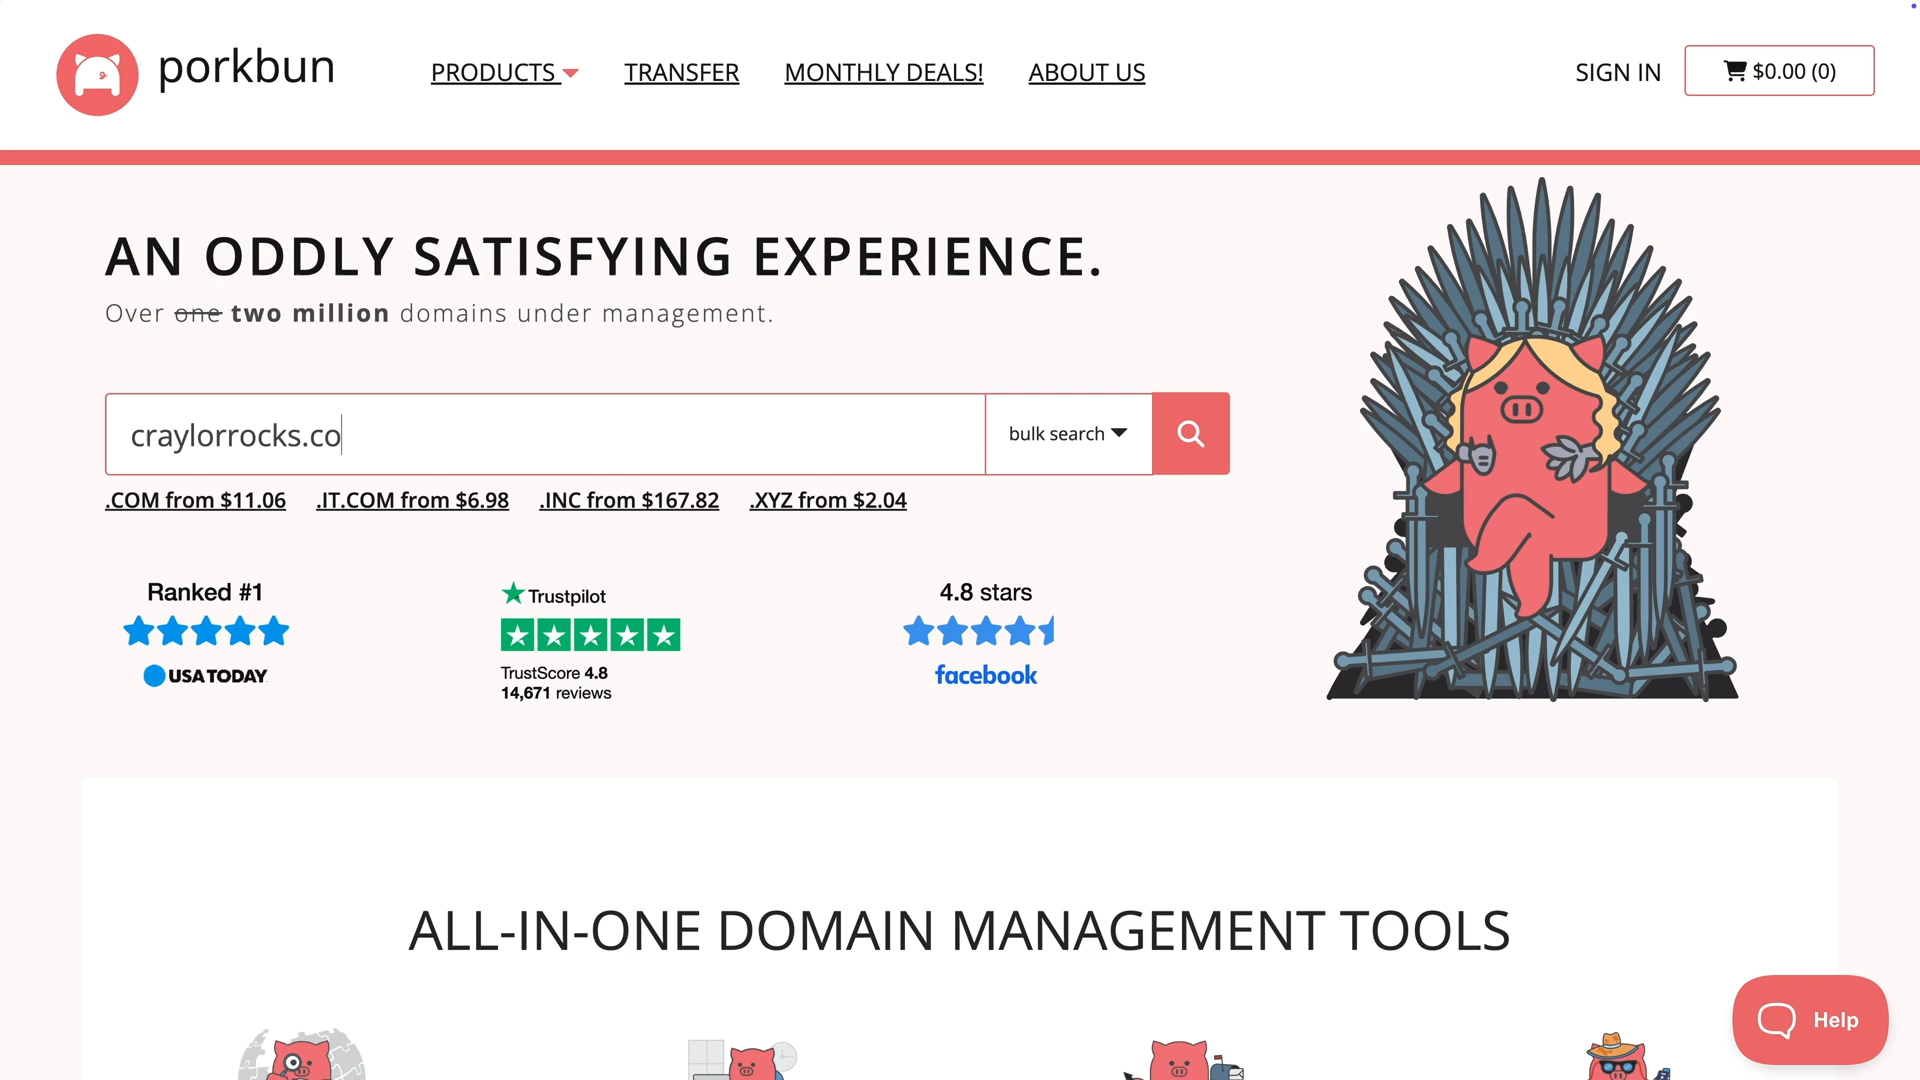 porkbun
PRODUCTS TRANSFER MONTHLY DEALS! ABOUT US
SIGN IN $0.00 (0)
AN ODDLY SATISFYING EXPERIENCE.
Over one two million domains under management.
craylorrocks.co
bulk search
.COM from $11.06 .IT.COM from $6.98 .INC from $167.82 .XYZ from $2.04
Ranked #1
USA TODAY
Trustpilot
TrustScore 4.8
14,671 reviews
4.8 stars
facebook
ALL-IN-ONE DOMAIN MANAGEMENT TOOLS
Help